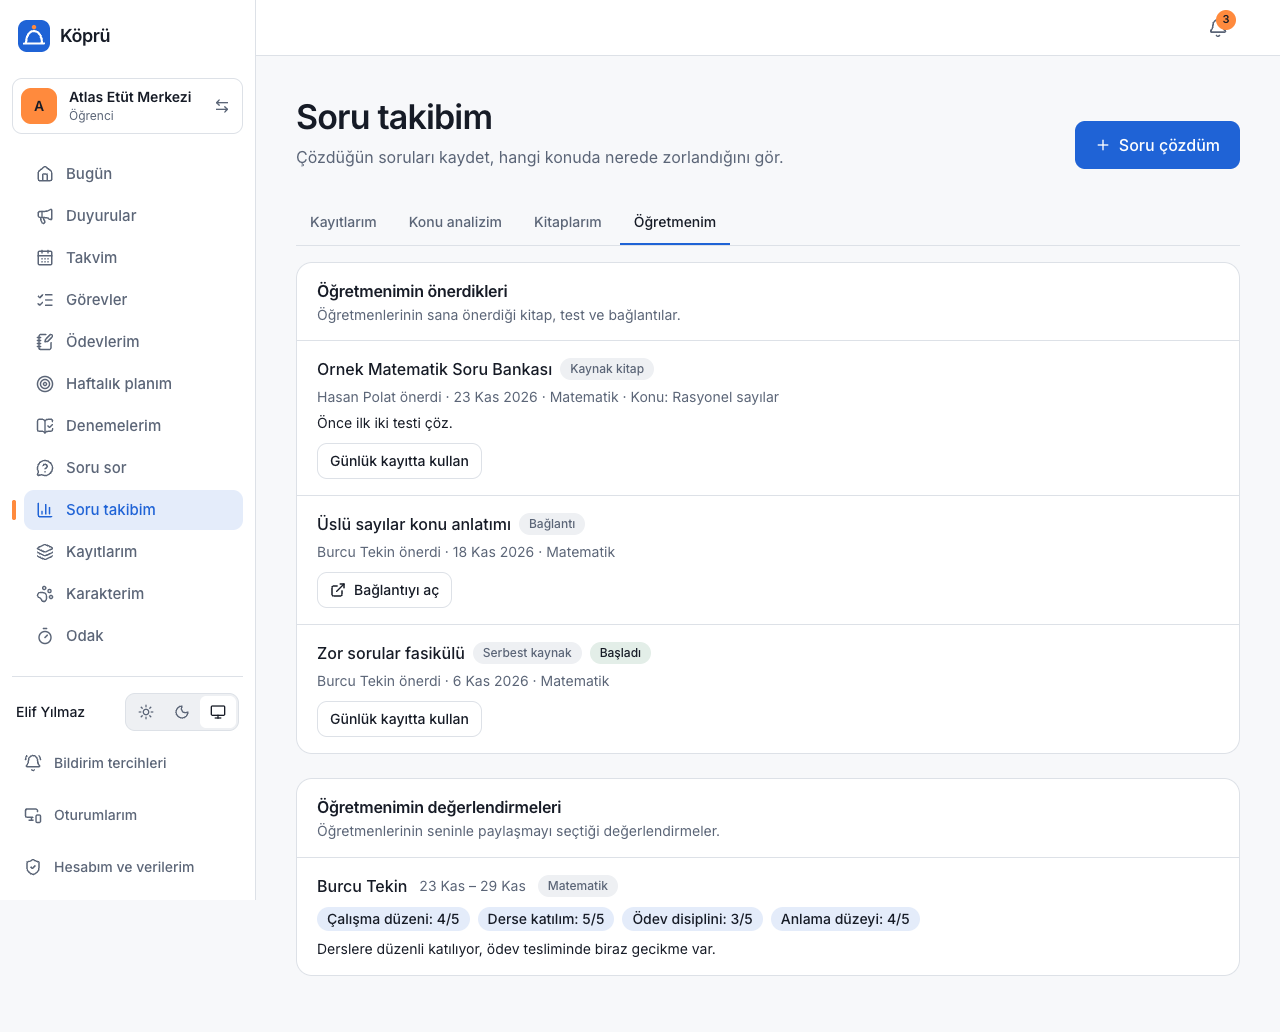 Köprü
3
A
Atlas Etüt Merkezi
Öğrenci
Bugün
Duyurular
Takvim
Görevler
Ödevlerim
Haftalık planım
Denemelerim
Soru sor
Soru takibim
Kayıtlarım
Karakterim
Odak
Elif Yılmaz
Bildirim tercihleri
Oturumlarım
Hesabım ve verilerim
Soru takibim
Çözdüğün soruları kaydet, hangi konuda nerede zorlandığını gör.
Soru çözdüm
Kayıtlarım Konu analizim Kitaplarım Öğretmenim
Öğretmenimin önerdikleri
Öğretmenlerinin sana önerdiği kitap, test ve bağlantılar.
Ornek Matematik Soru Bankası Kaynak kitap
Hasan Polat önerdi · 23 Kas 2026 · Matematik · Konu: Rasyonel sayılar
Önce ilk iki testi çöz.
Günlük kayıtta kullan
Üslü sayılar konu anlatımı Bağlantı
Burcu Tekin önerdi · 18 Kas 2026 · Matematik
Bağlantıyı aç
Zor sorular fasikülü Serbest kaynak Başladı
Burcu Tekin önerdi · 6 Kas 2026 · Matematik
Günlük kayıtta kullan
Öğretmenimin değerlendirmeleri
Öğretmenlerinin seninle paylaşmayı seçtiği değerlendirmeler.
Burcu Tekin 23 Kas – 29 Kas Matematik
Çalışma düzeni: 4/5 Derse katılım: 5/5 Ödev disiplini: 3/5 Anlama düzeyi: 4/5
Derslere düzenli katılıyor, ödev tesliminde biraz gecikme var.